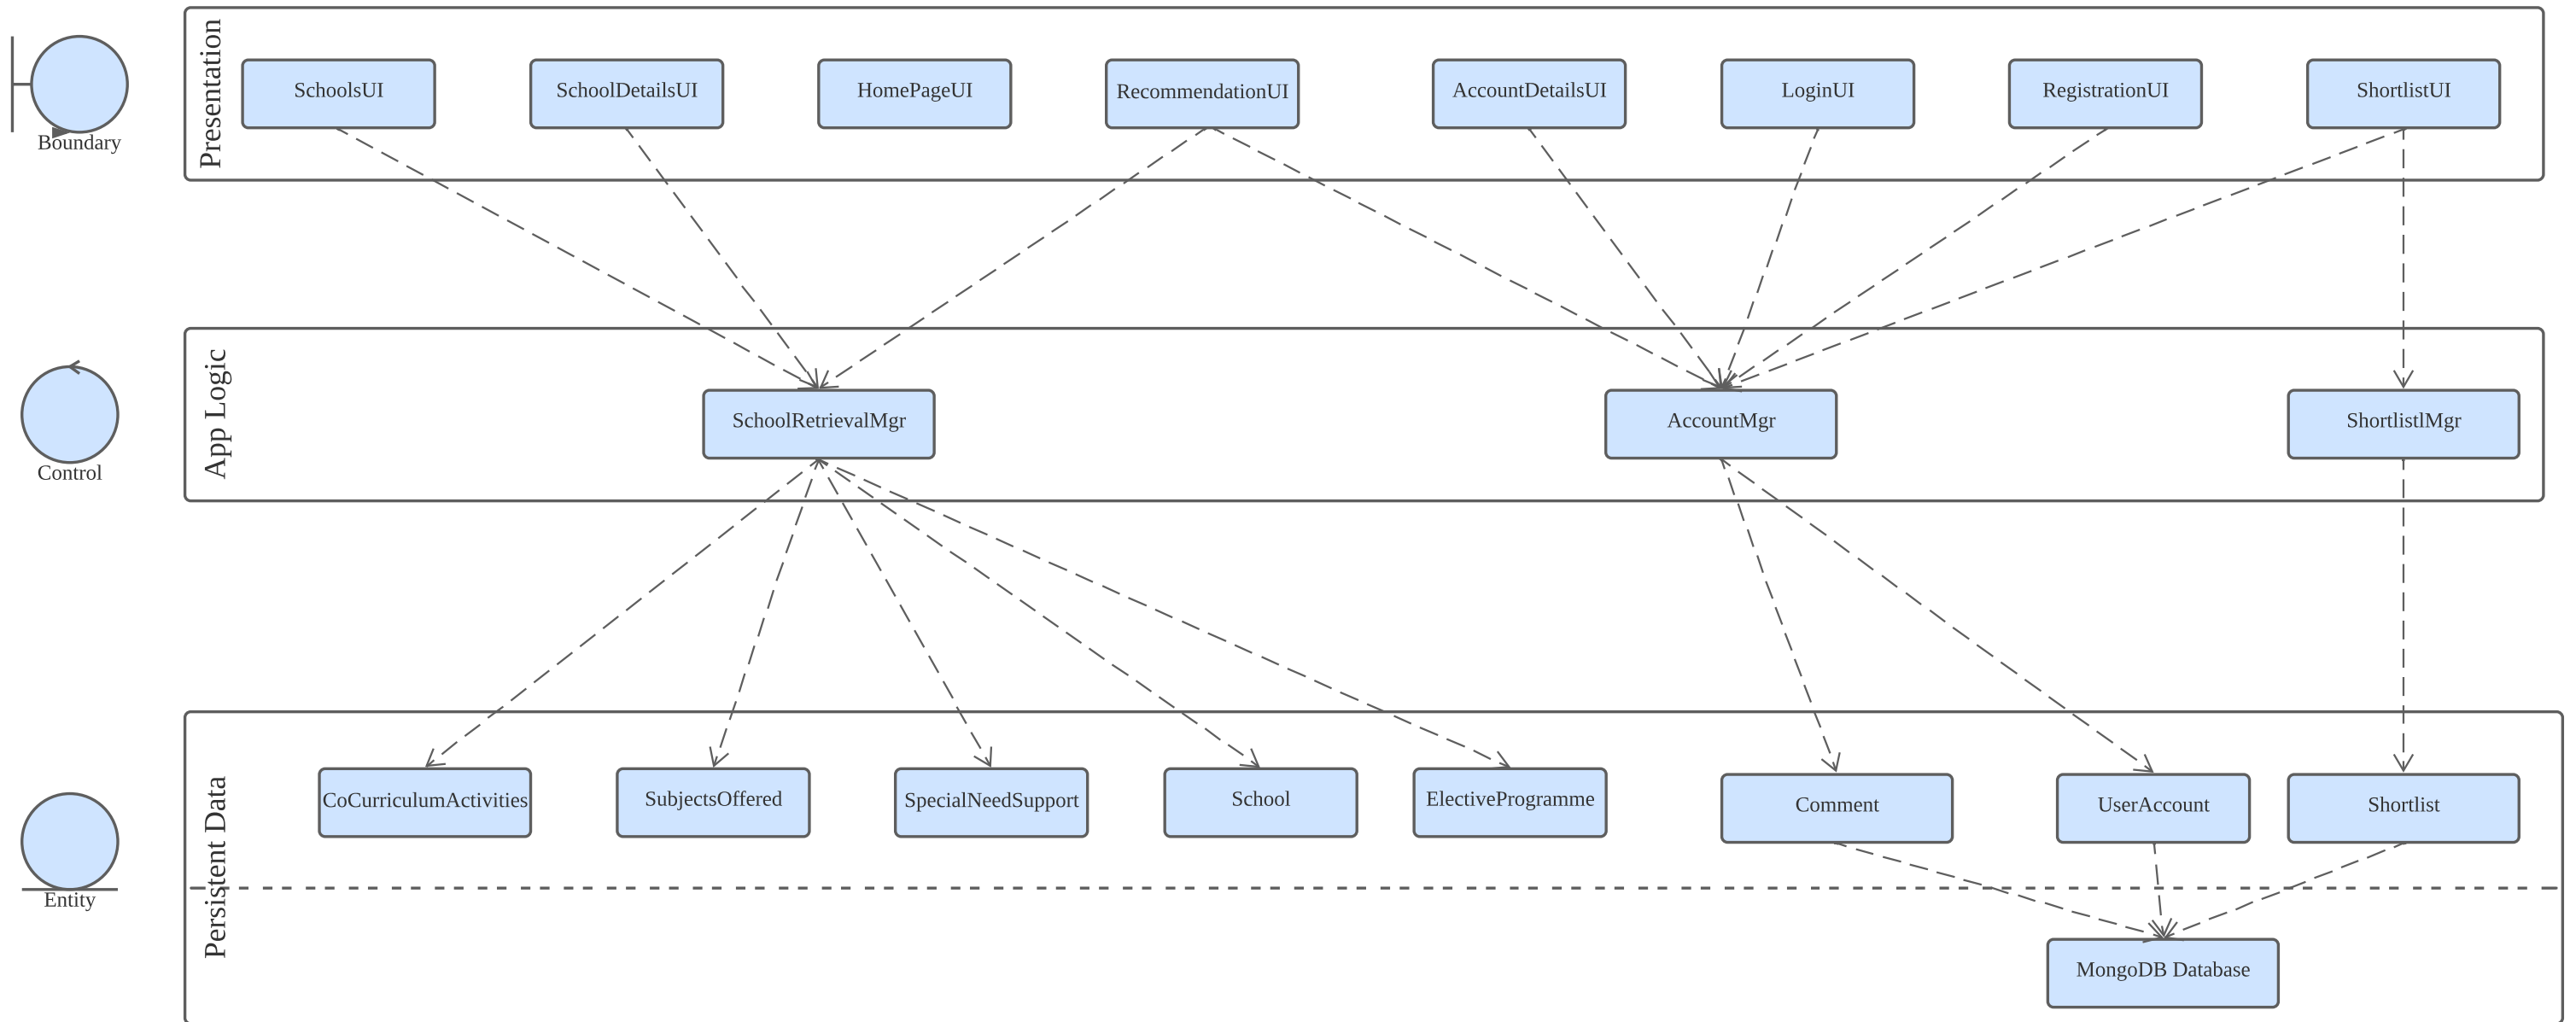 Presentation
SchoolsUI
SchoolDetailsUI
HomePageUI
RecommendationUI
AccountDetailsUI
LoginUI
RegistrationUI
ShortlistUI
Boundary
App Logic
SchoolRetrievalMgr
AccountMgr
ShortlistlMgr
Control
Persistent Data
CoCurriculumActivities
SubjectsOffered
SpecialNeedSupport
School
ElectiveProgramme
Comment
UserAccount
Shortlist
Entity
MongoDB Database